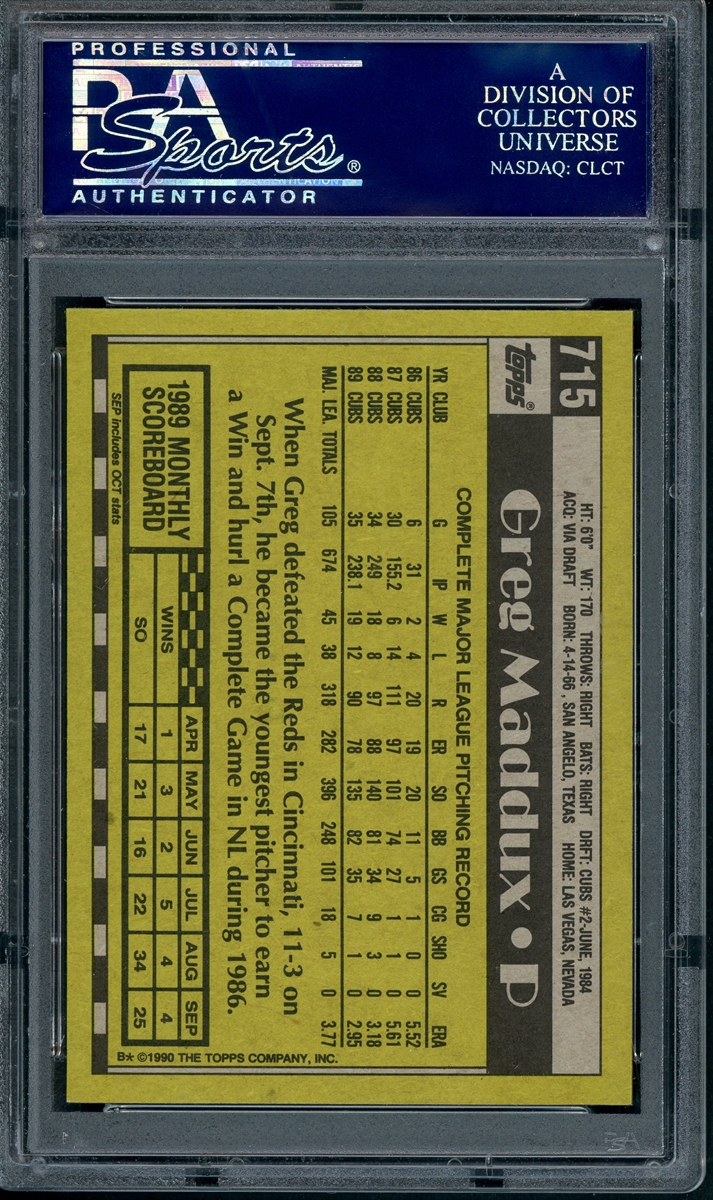 PROFESSIONAL
PSA
Sports®
AUTHENTICATOR
A
DIVISION OF
COLLECTORS
UNIVERSE
NASDAQ: CLCT
715
topps®
HT: 6'0" WT: 170 THROWS: RIGHT BATS: RIGHT DRFT: CUBS #2-JUNE, 1984
ACQ: VIA DRAFT BORN: 4-14-66, SAN ANGELO, TEXAS HOME: LAS VEGAS, NEVADA
Greg Maddux • P
COMPLETE MAJOR LEAGUE PITCHING RECORD
YR CLUB G IP W L R ER SO BB GS CG SHO SV ERA
86 CUBS 6 31 2 4 20 19 20 11 5 1 0 0 5.52
87 CUBS 30 155.2 6 14 111 97 101 74 27 1 1 0 5.61
88 CUBS 34 249 18 8 97 88 140 81 34 9 3 0 3.18
89 CUBS 35 238.1 19 12 90 78 135 82 35 7 1 0 2.95
MAJ. LEA. TOTALS 105 674 45 38 318 282 396 248 101 18 5 0 3.77
When Greg defeated the Reds in Cincinnati, 11-3 on
Sept. 7th, he became the youngest pitcher to earn
a Win and hurl a Complete Game in NL during 1986.
1989 MONTHLY
SCOREBOARD
APR MAY JUN JUL AUG SEP
WINS 1 3 2 5 4 4
SO 17 21 16 22 34 25
SEP includes OCT stats
B* ©1990 THE TOPPS COMPANY, INC.
PSA